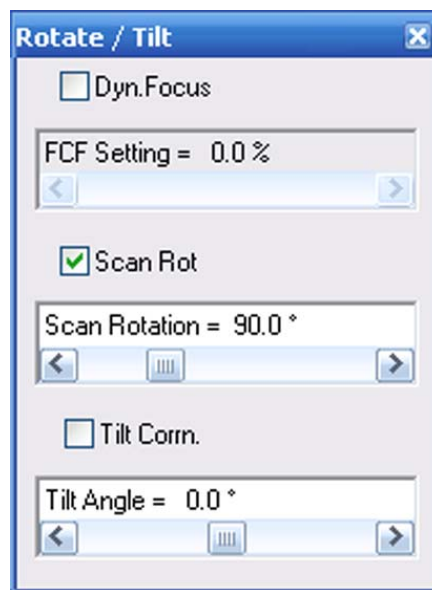 Rotate / Tilt
Dyn.Focus
FCF Setting = 0.0 %
Scan Rot
Scan Rotation = 90.0 °
Tilt Corrn.
Tilt Angle = 0.0 °